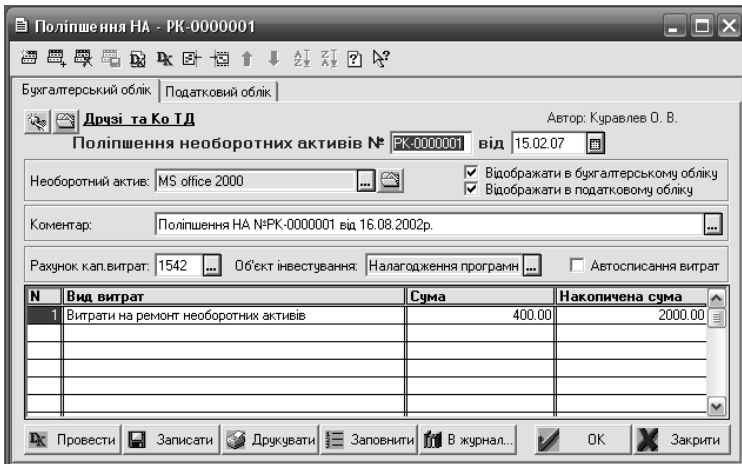 Поліпшення НА - РК-0000001
Бухгалтерський облік Податковий облік
Друзі та Ко ТД Автор: Куравлев О. В.
Поліпшення необоротних активів № РК-0000001 від 15.02.07
Необоротний актив: MS office 2000 ... Відображати в бухгалтерському обліку
Відображати в податковому обліку
Коментар: Поліпшення НА №РК-0000001 від 16.08.2002р. ...
Рахунок кап.витрат: 1542 ... Об'єкт інвестування: Налагодження програмн ... Автосписання витрат
N Вид витрат Сума Накопичена сума
1 Витрати на ремонт необоротних активів 400.00 2000.00
Провести Записати Друкувати Заповнити В журнал... OK Закрити